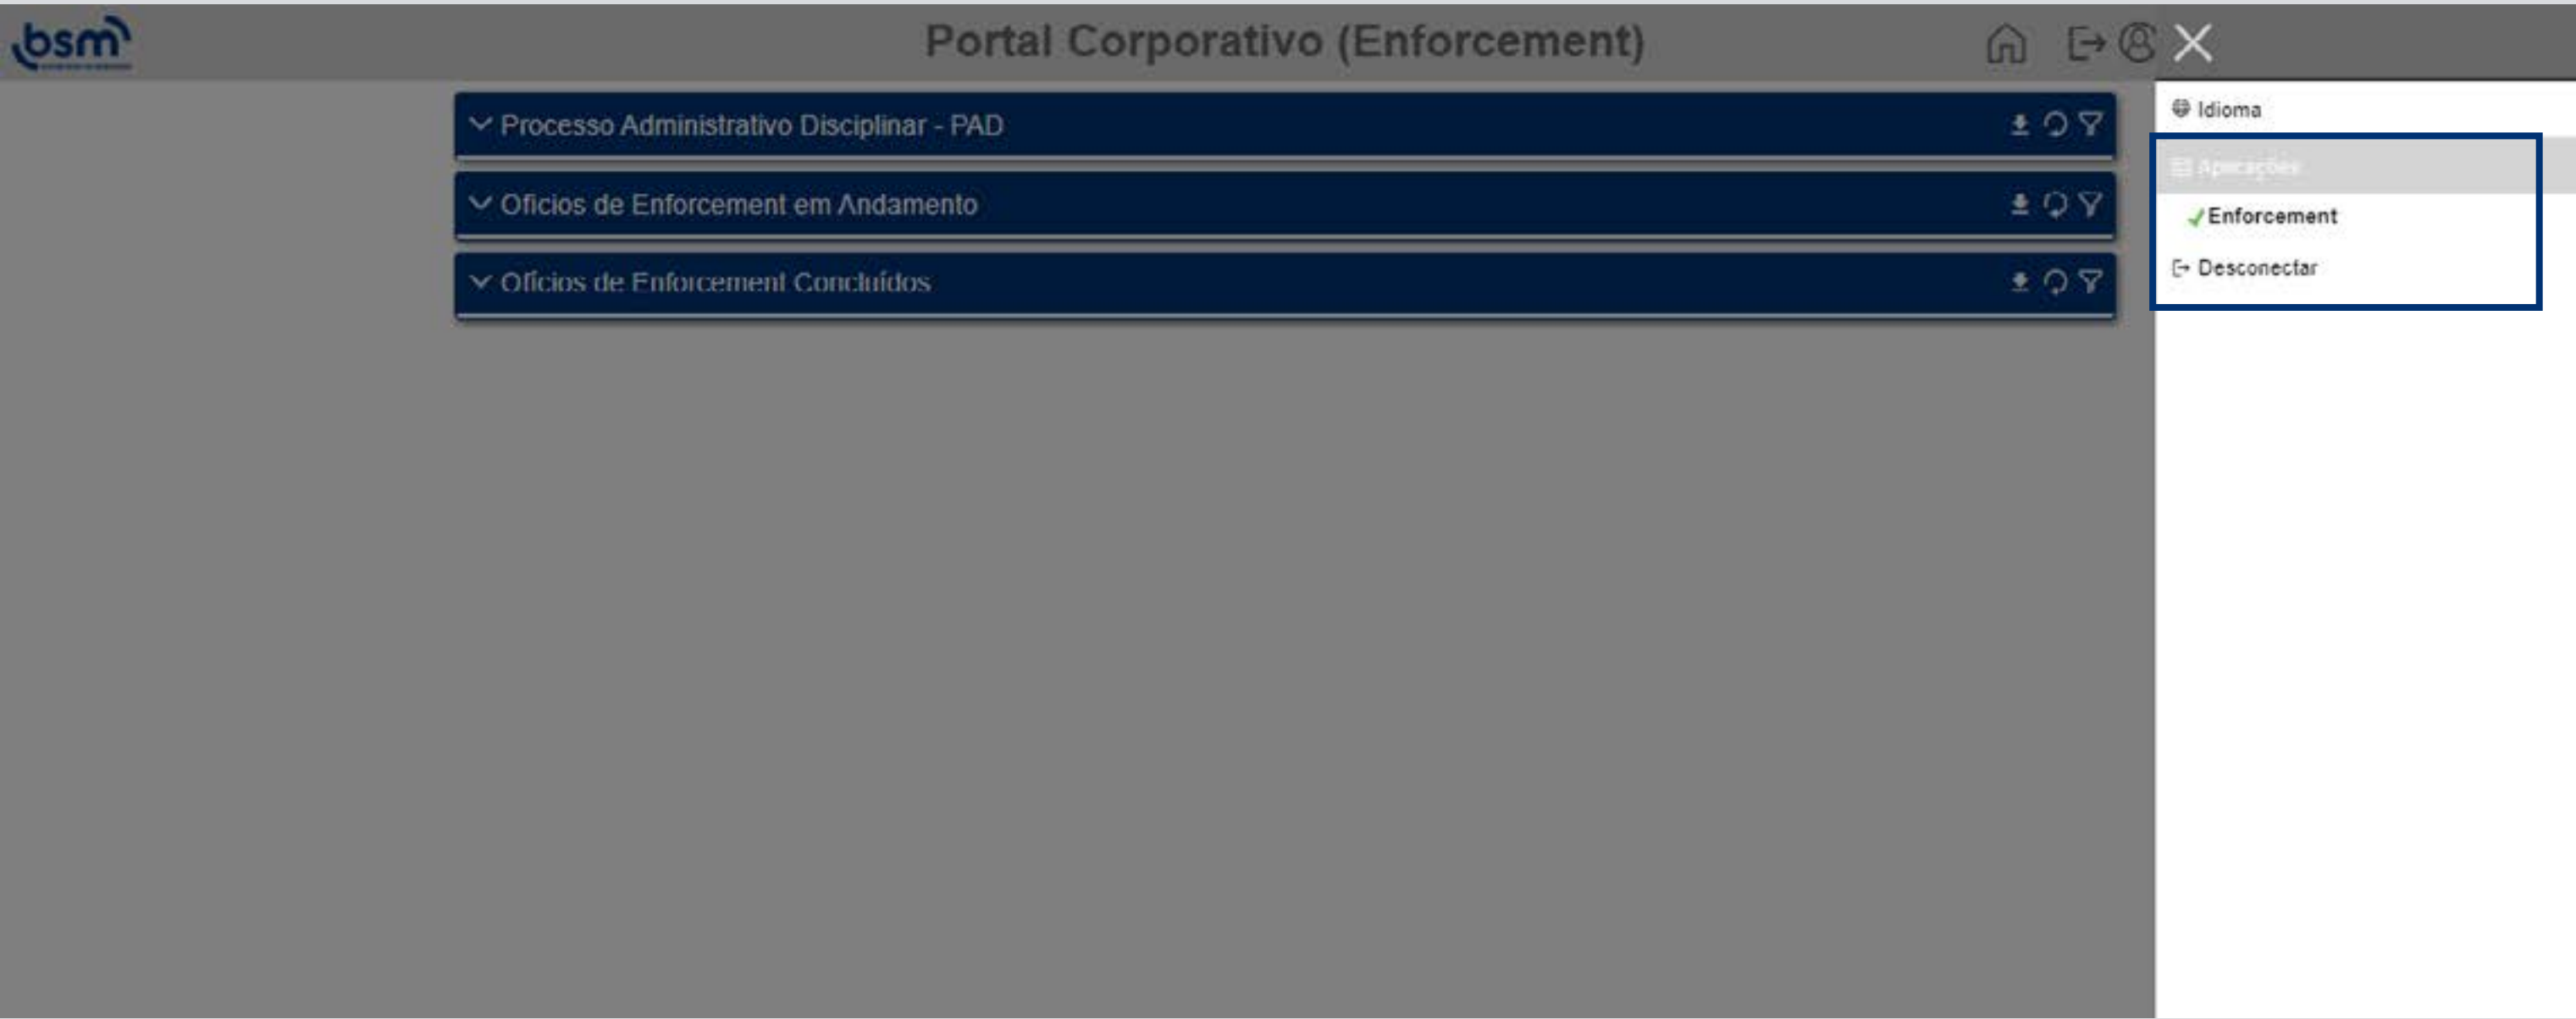 bsm
Portal Corporativo (Enforcement)
Processo Administrativo Disciplinar - PAD
Ofícios de Enforcement em Andamento
Ofícios de Enforcement Concluídos
Idioma
Aplicações
Enforcement
Desconectar